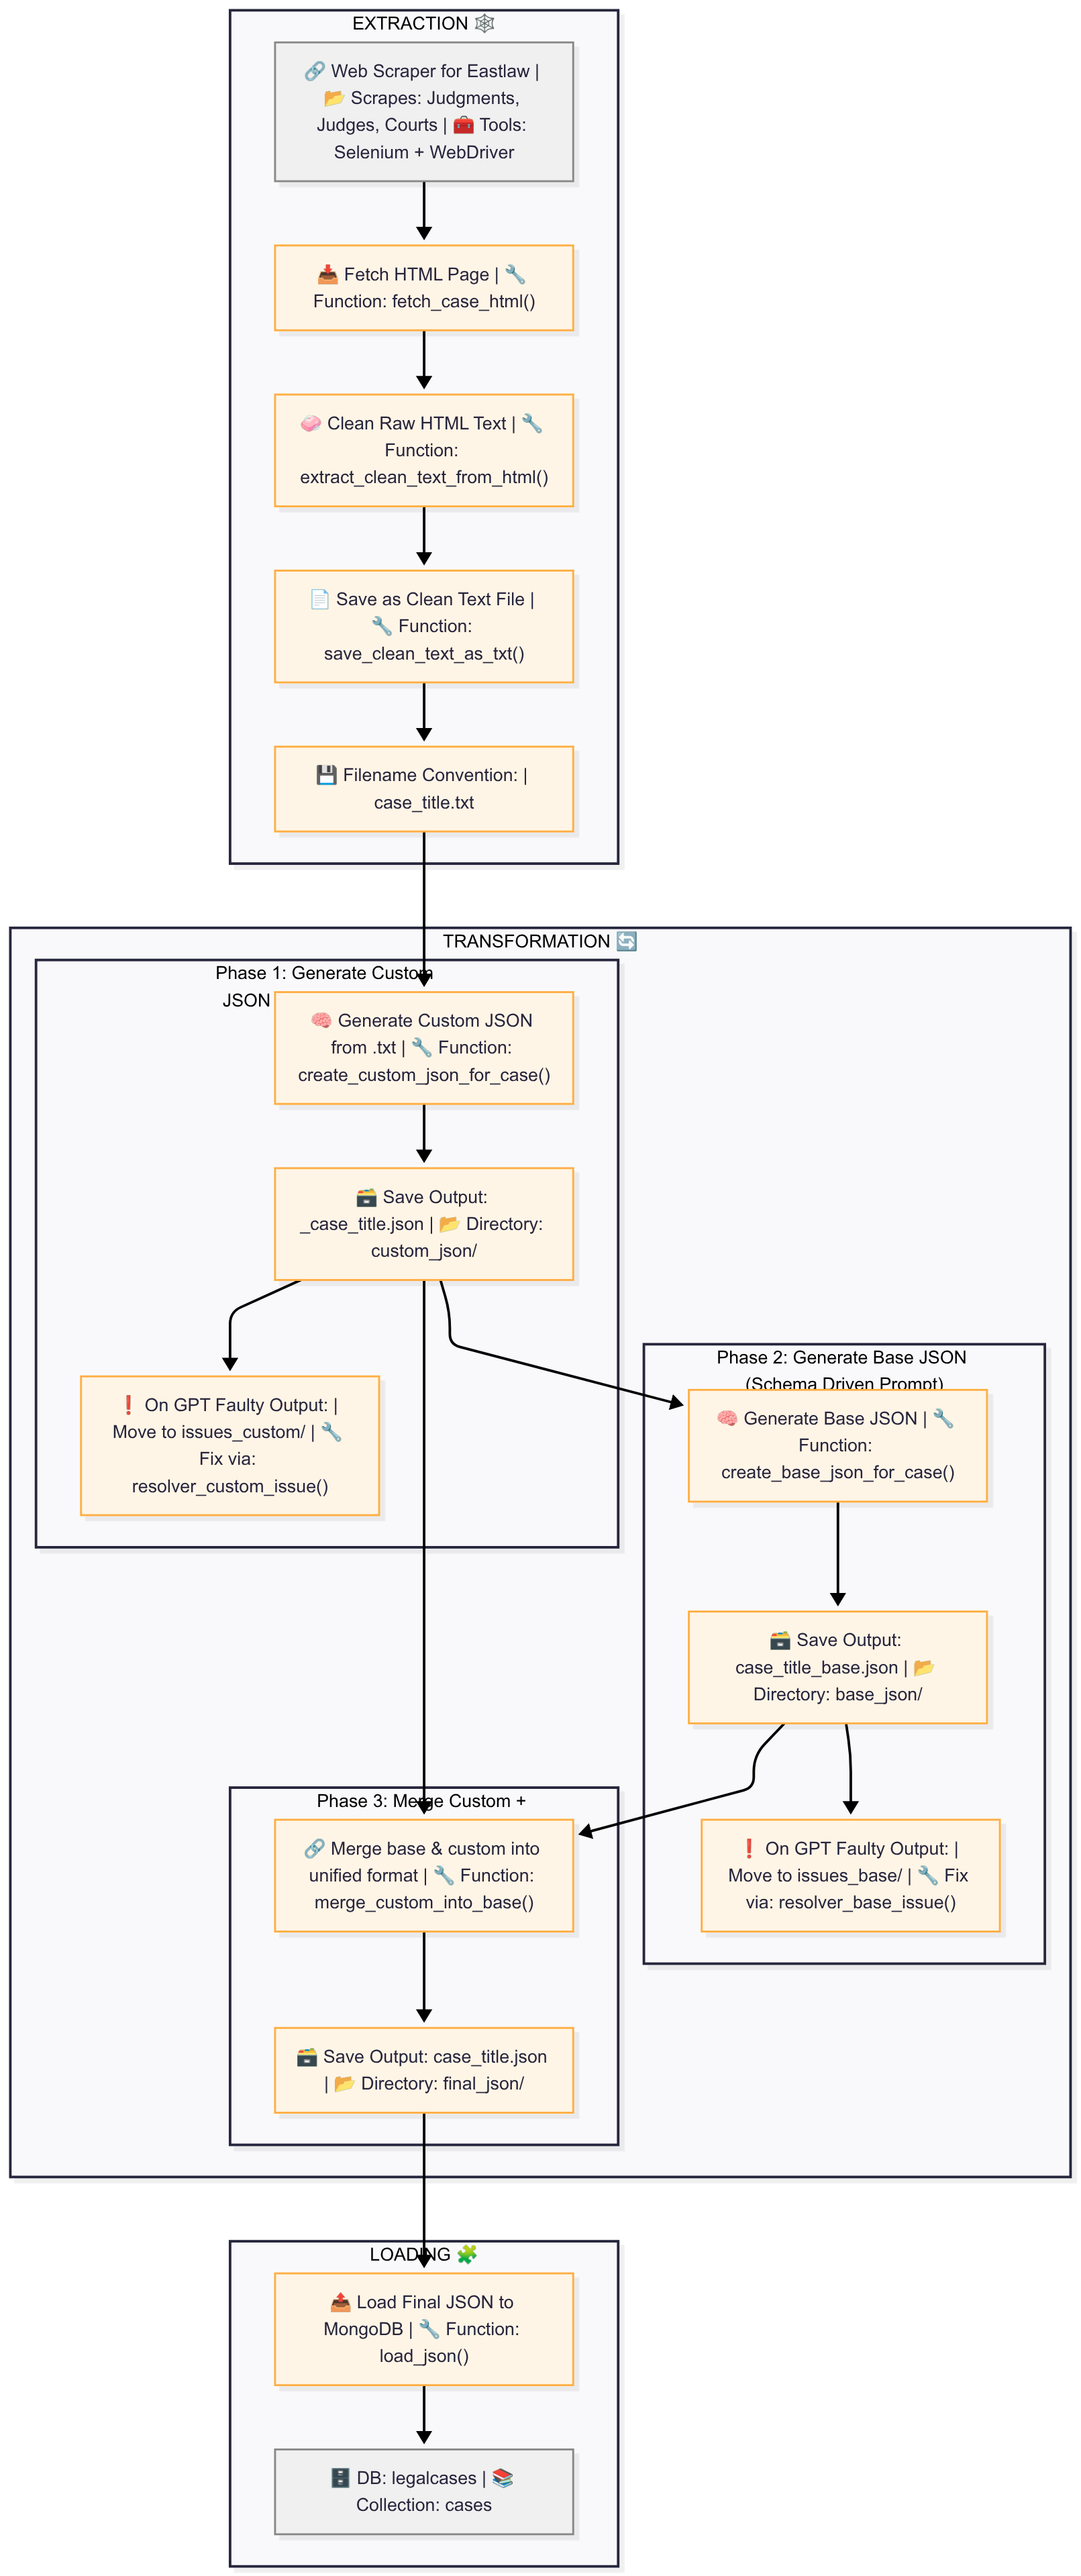 EXTRACTION 🕸️
🔗 Web Scraper for Eastlaw |
📂 Scrapes: Judgments,
Judges, Courts | 🧰 Tools:
Selenium + WebDriver
📥 Fetch HTML Page | 🔧
Function: fetch_case_html()
🧼 Clean Raw HTML Text | 🔧
Function:
extract_clean_text_from_html()
📄 Save as Clean Text File |
🔧 Function:
save_clean_text_as_txt()
💾 Filename Convention: |
case_title.txt
TRANSFORMATION 🔄
Phase 1: Generate Custom
JSON
🧠 Generate Custom JSON
from .txt | 🔧 Function:
create_custom_json_for_case()
🗃️ Save Output:
_case_title.json | 📂 Directory:
custom_json/
❗ On GPT Faulty Output: |
Move to issues_custom/ | 🔧
Fix via:
resolver_custom_issue()
Phase 2: Generate Base JSON
(Schema Driven Prompt)
🧠 Generate Base JSON | 🔧
Function:
create_base_json_for_case()
🗃️ Save Output:
case_title_base.json | 📂
Directory: base_json/
❗ On GPT Faulty Output: |
Move to issues_base/ | 🔧 Fix
via: resolver_base_issue()
Phase 3: Merge Custom +
🔗 Merge base & custom into
unified format | 🔧 Function:
merge_custom_into_base()
🗃️ Save Output: case_title.json
| 📂 Directory: final_json/
LOADING 🧩
📤 Load Final JSON to
MongoDB | 🔧 Function:
load_json()
🗄️ DB: legalcases | 📚
Collection: cases